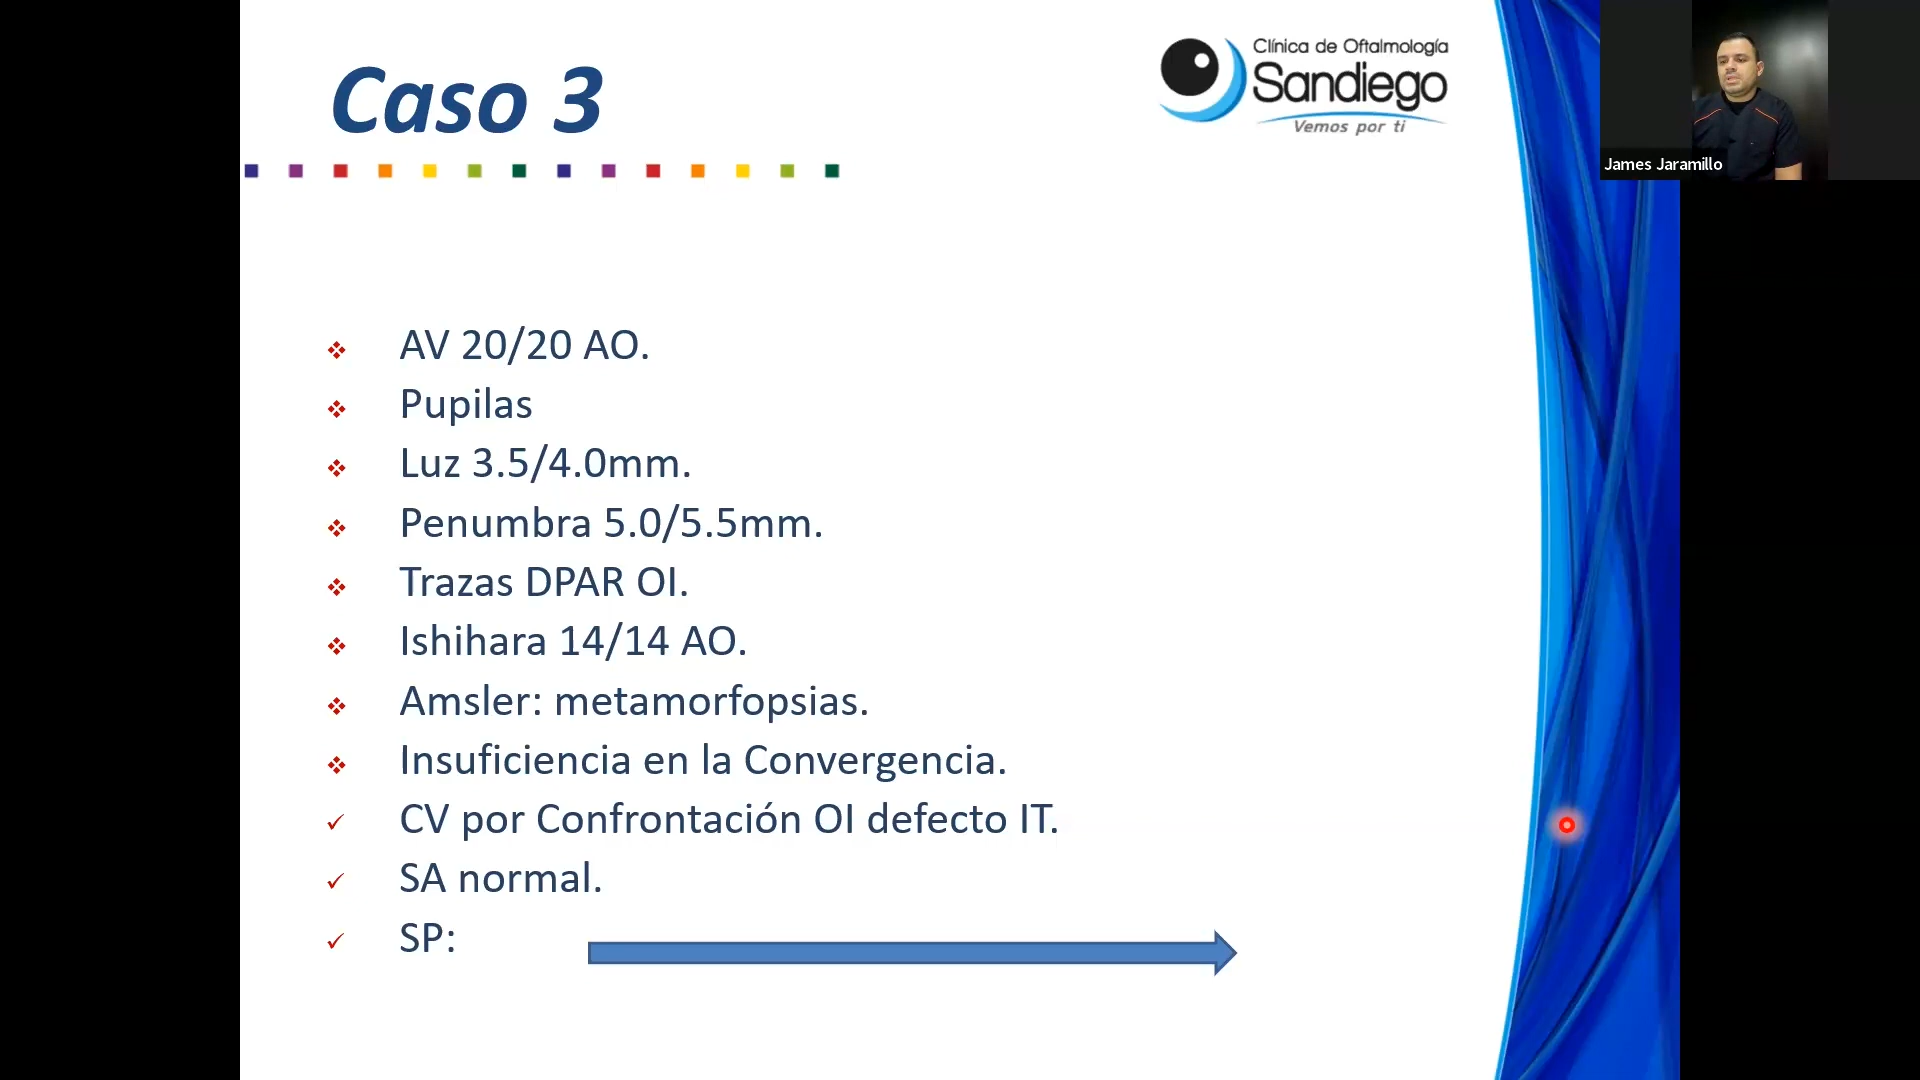 Caso 3
Clínica de Oftalmología
Sandiego
Vemos por ti
James Jaramillo
AV 20/20 AO.
Pupilas
Luz 3.5/4.0mm.
Penumbra 5.0/5.5mm.
Trazas DPAR OI.
Ishihara 14/14 AO.
Amsler: metamorfopsias.
Insuficiencia en la Convergencia.
CV por Confrontación OI defecto IT.
SA normal.
SP: